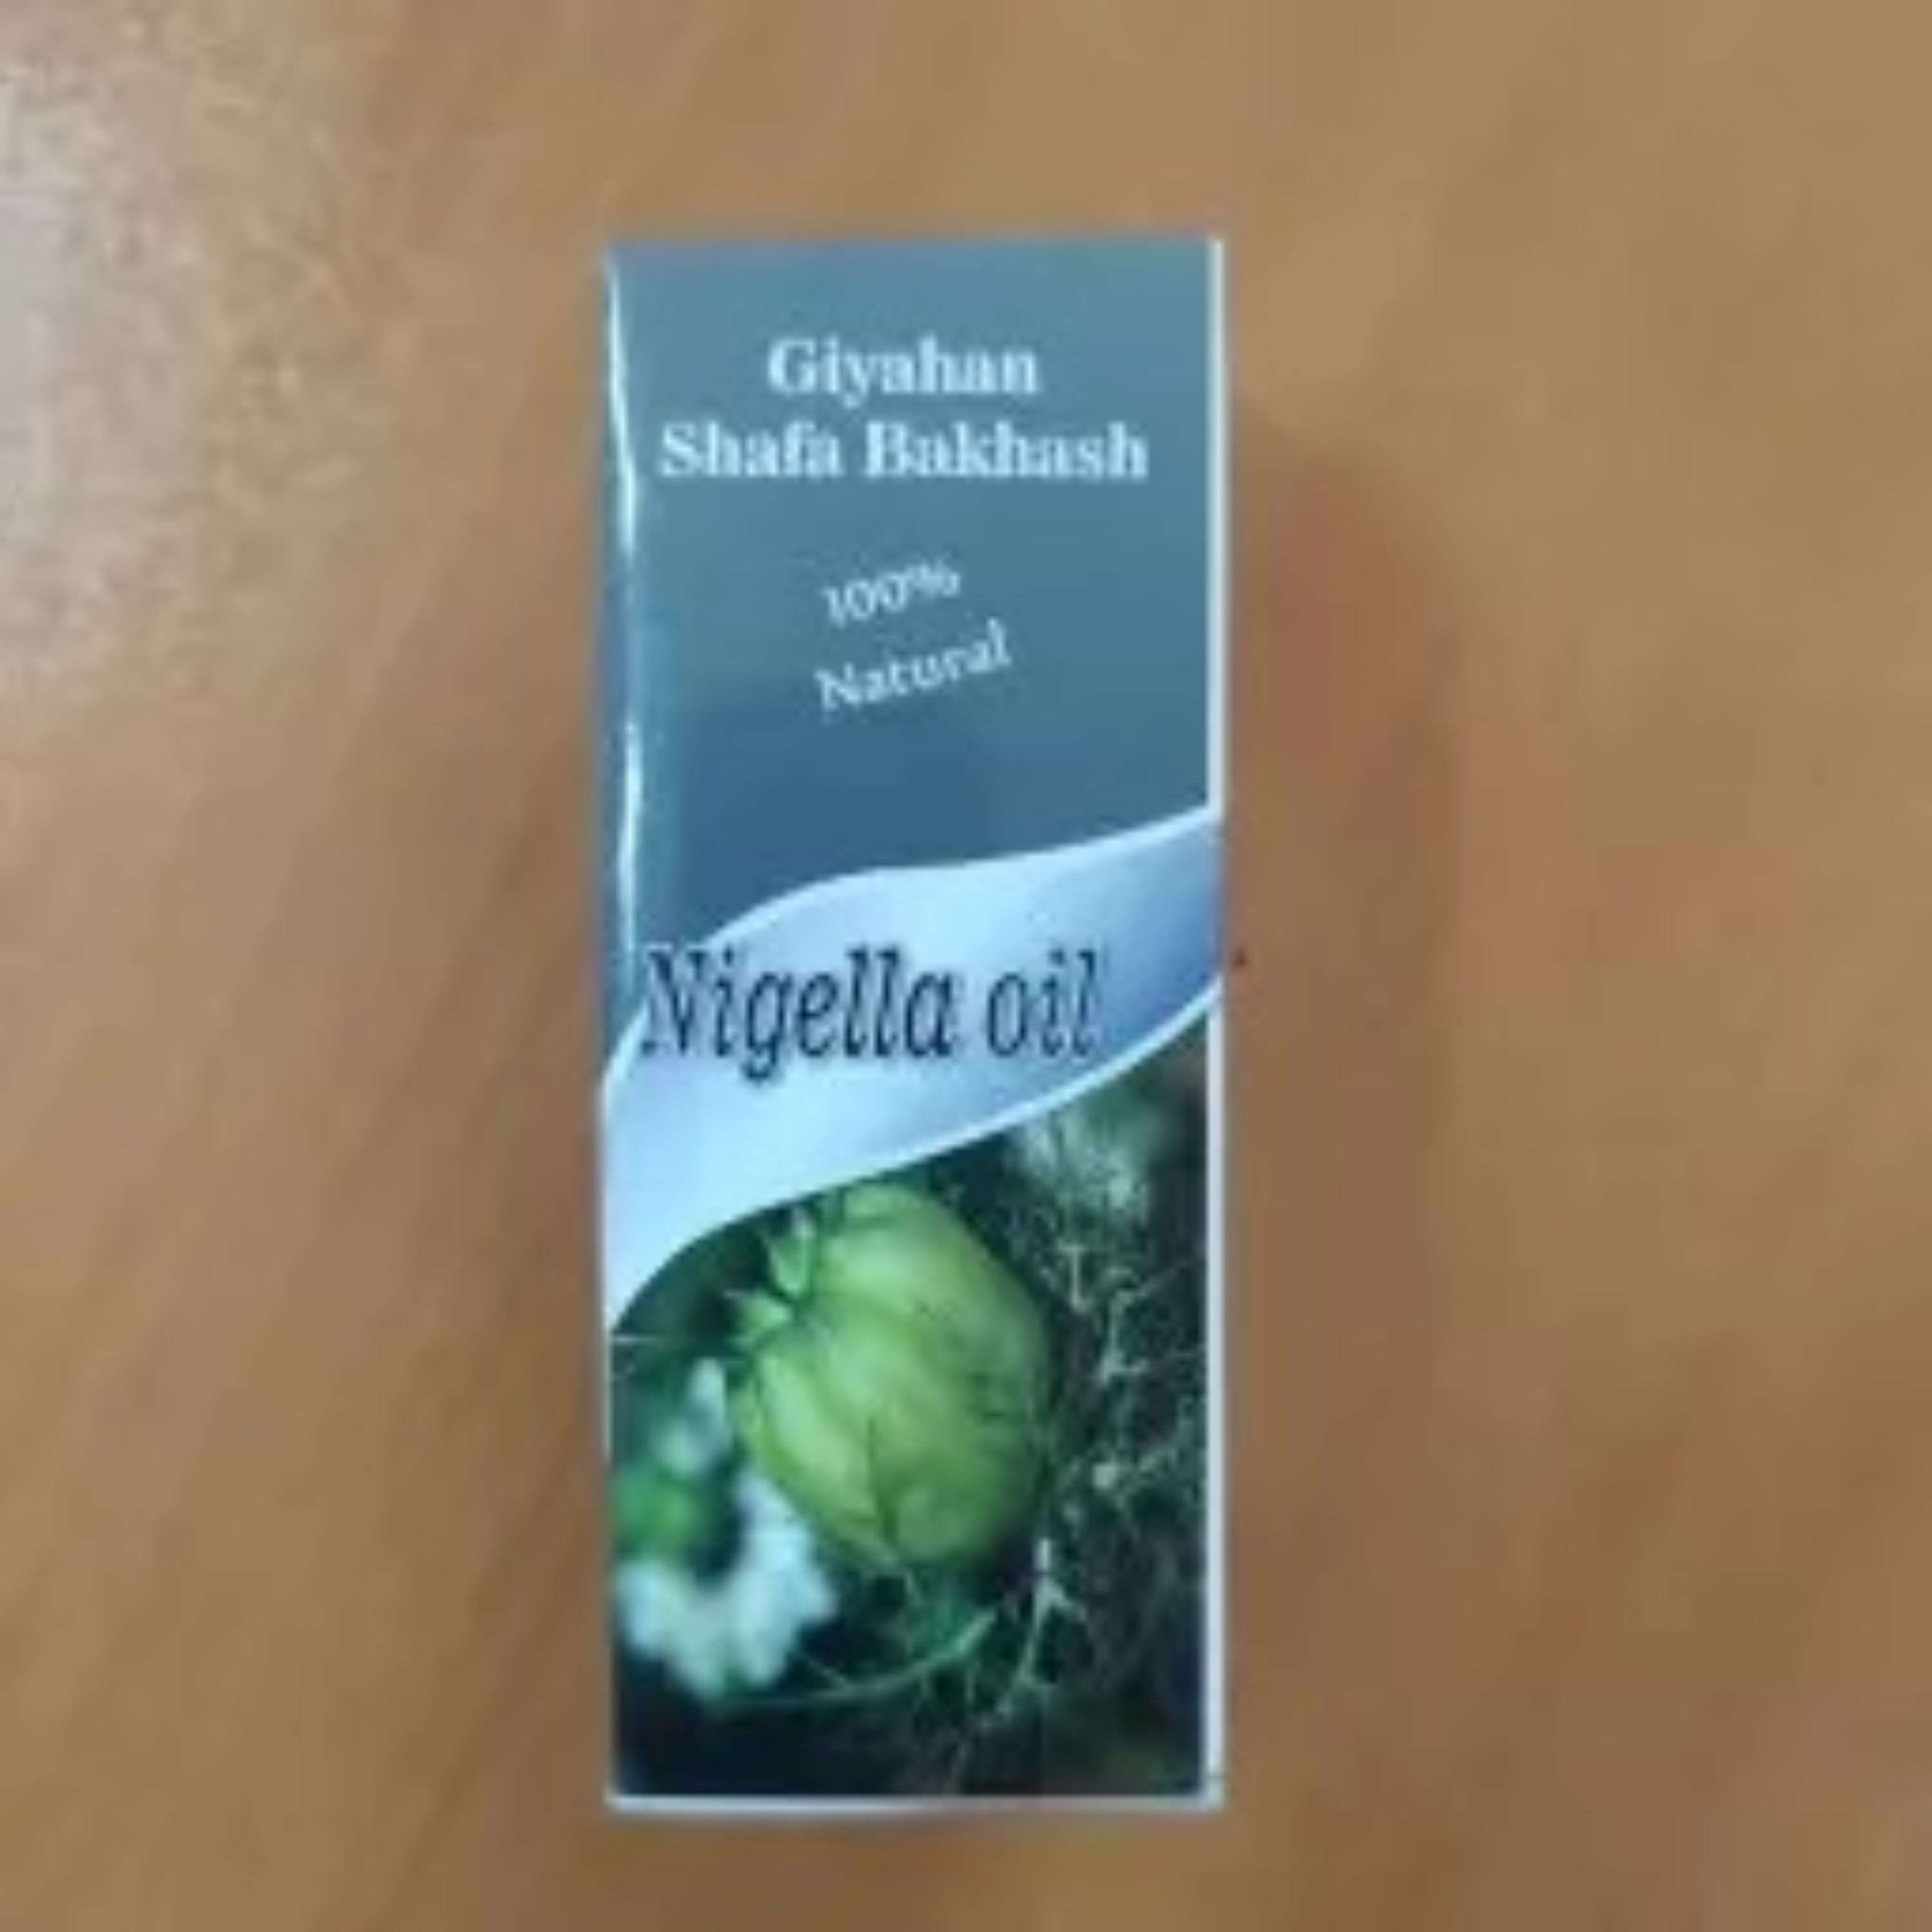 Giyahan
Shafa Bakhash
100%
Natural
Nigella oil